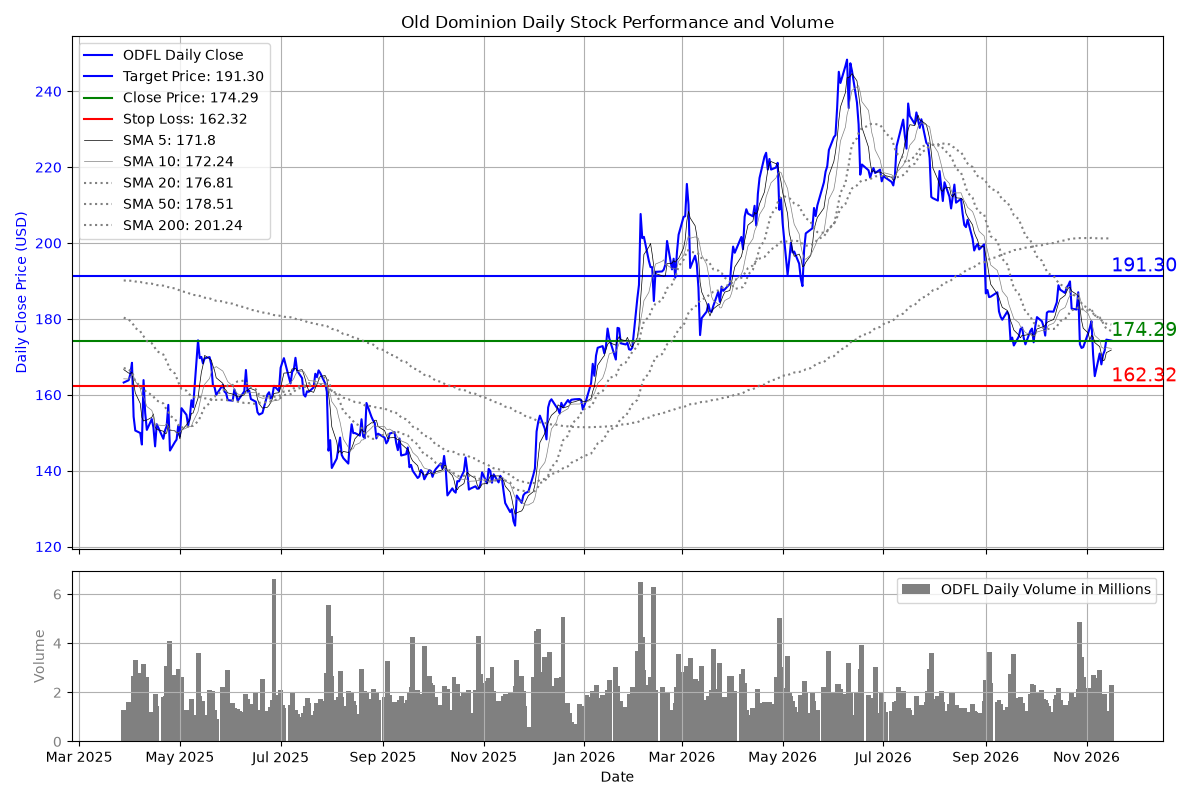 Old Dominion Daily Stock Performance and Volume
ODFL Daily Close
Target Price: 191.30
Close Price: 174.29
Stop Loss: 162.32
SMA 5: 171.8
SMA 10: 172.24
SMA 20: 176.81
SMA 50: 178.51
SMA 200: 201.24
Daily Close Price (USD)
240
220
200
180
160
140
120
191.30
174.29
162.32
ODFL Daily Volume in Millions
Volume
6
4
2
0
Mar 2025 May 2025 Jul 2025 Sep 2025 Nov 2025 Jan 2026 Mar 2026 May 2026 Jul 2026 Sep 2026 Nov 2026
Date